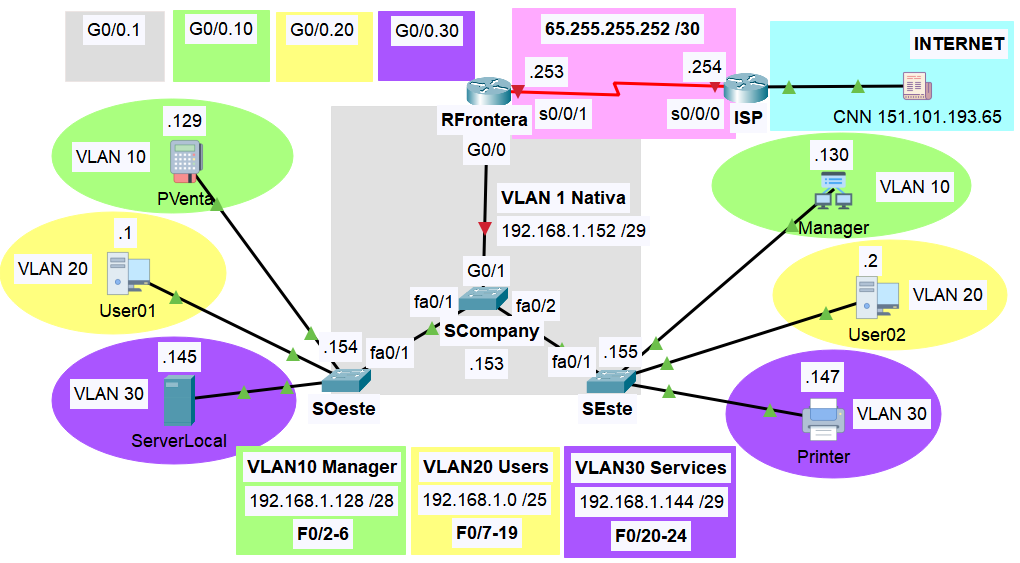 G0/0.1
G0/0.10
G0/0.20
G0/0.30
65.255.255.252 /30
INTERNET
.253
.254
RFrontera
s0/0/1
s0/0/0
ISP
CNN 151.101.193.65
G0/0
.129
VLAN 10
PVenta
VLAN 1 Nativa
192.168.1.152 /29
.130
VLAN 10
Manager
.1
VLAN 20
User01
G0/1
fa0/1
fa0/2
SCompany
.153
.2
VLAN 20
User02
.145
VLAN 30
ServerLocal
.154
fa0/1
SOeste
fa0/1
.155
SEste
.147
VLAN 30
Printer
VLAN10 Manager
192.168.1.128 /28
F0/2-6
VLAN20 Users
192.168.1.0 /25
F0/7-19
VLAN30 Services
192.168.1.144 /29
F0/20-24